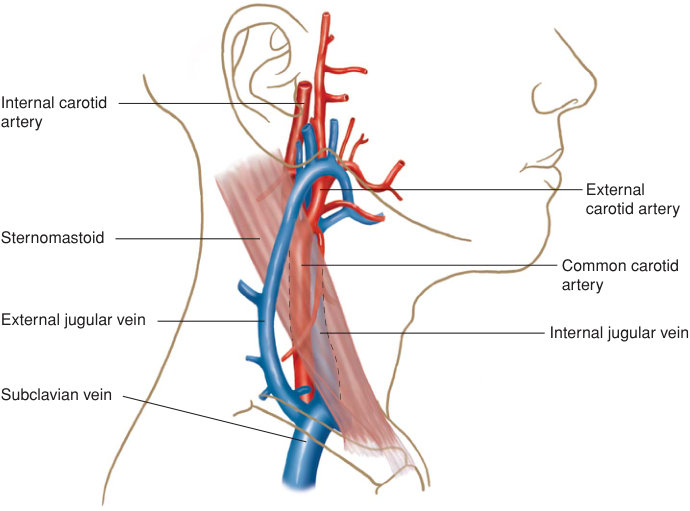 Internal carotid
artery
Sternomastoid
External jugular vein
Subclavian vein
External
carotid artery
Common carotid
artery
Internal jugular vein